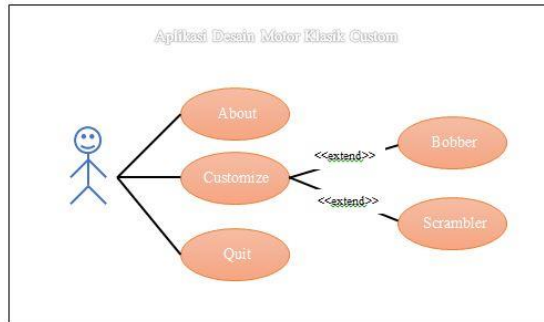 Aplikasi Desain Motor Klasik Custom
About
Customize
Quit
<<extend>>
<<extend>>
Bobber
Scrambler